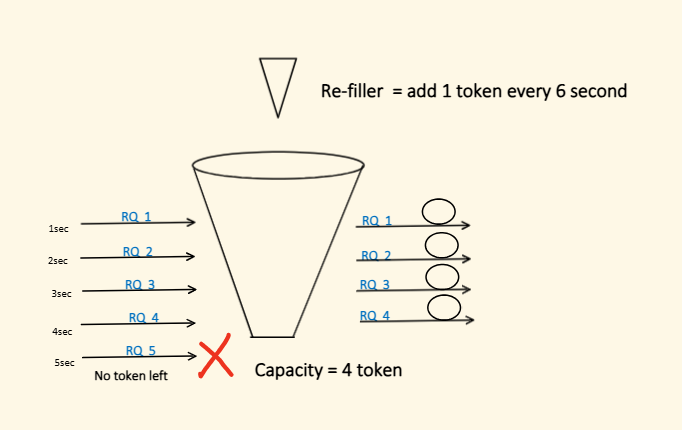 Re-filler = add 1 token every 6 second
1sec
RQ 1
RQ 1
2sec
RQ 2
RQ 2
3sec
RQ 3
RQ 3
4sec
RQ 4
RQ 4
5sec
RQ 5
No token left
Capacity = 4 token